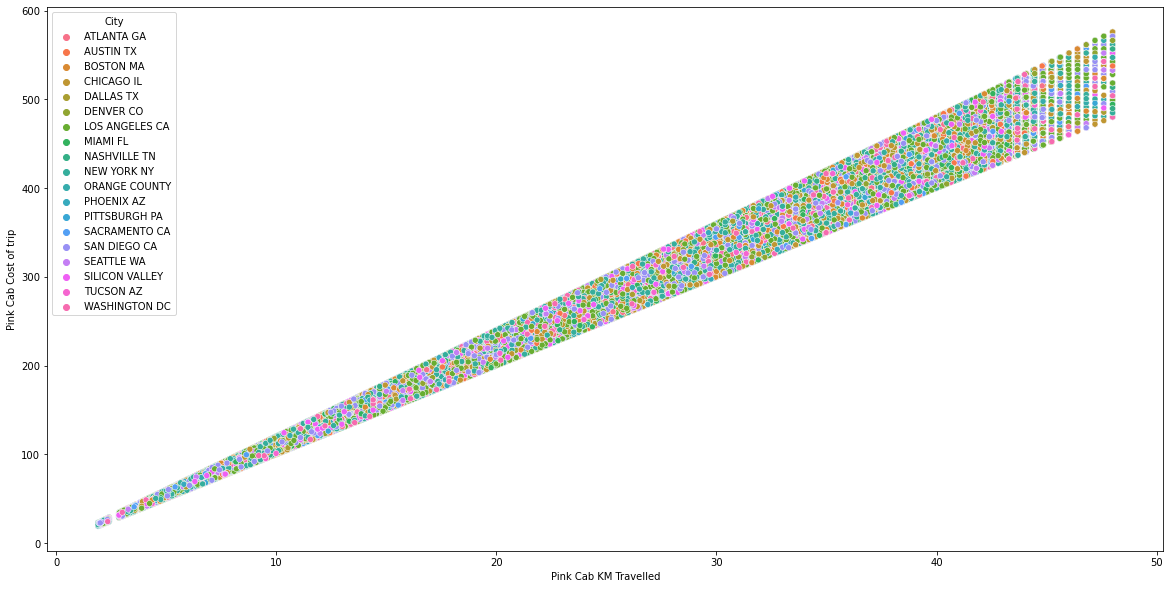 600
500
400
300
200
100
0
Pink Cab Cost of trip
City
ATLANTA GA
AUSTIN TX
BOSTON MA
CHICAGO IL
DALLAS TX
DENVER CO
LOS ANGELES CA
MIAMI FL
NASHVILLE TN
NEW YORK NY
ORANGE COUNTY
PHOENIX AZ
PITTSBURGH PA
SACRAMENTO CA
SAN DIEGO CA
SEATTLE WA
SILICON VALLEY
TUCSON AZ
WASHINGTON DC
0 10 20 30 40 50
Pink Cab KM Travelled